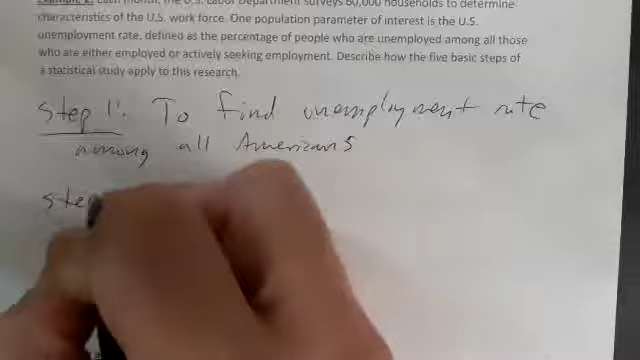 characteristics of the U.S. work force. One population parameter of interest is the U.S.
unemployment rate, defined as the percentage of people who are unemployed among all those
who are either employed or actively seeking employment. Describe how the five basic steps of
a statistical study apply to this research.
Step 1: To find unemployment rate
among all Americans
step